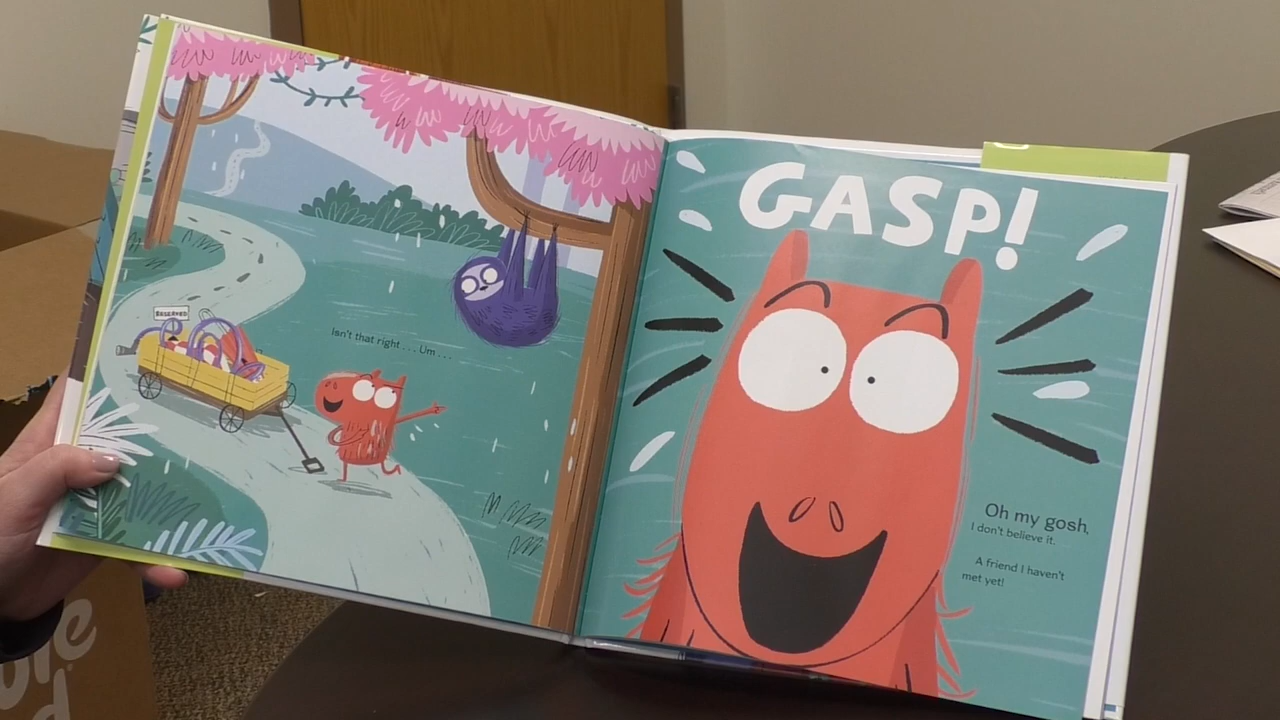 RESERVED
Isn't that right . . . Um . . .
GASP!
Oh my gosh,
I don't believe it.
A friend I haven't
met yet!